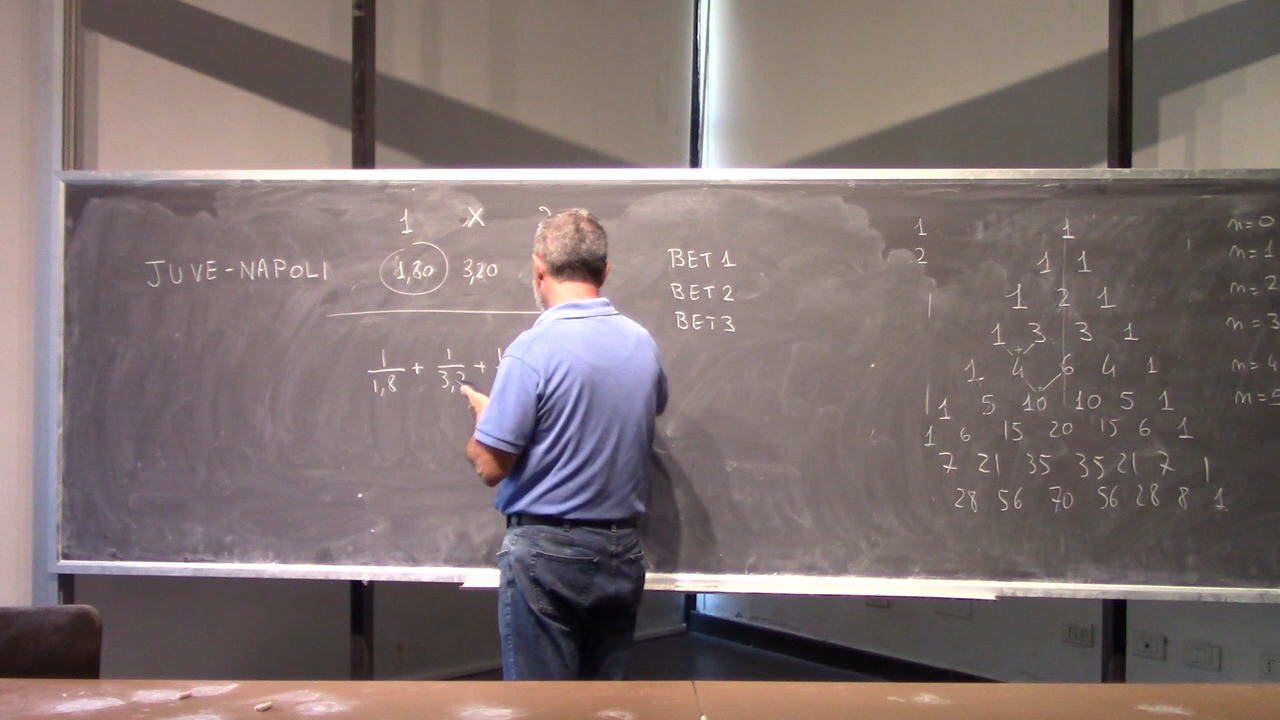 1 X
JUVE-NAPOLI 1,80 3,20
1/1,8 + 1/3,2 +
BET 1
BET 2
BET 3
1
2
1 n=0
1 1 n=1
1 2 1 n=2
1 3 3 1 n=3
1 4 6 4 1 n=4
1 5 10 10 5 1 n=5
1 6 15 20 15 6 1
7 21 35 35 21 7 1
28 56 70 56 28 8 1